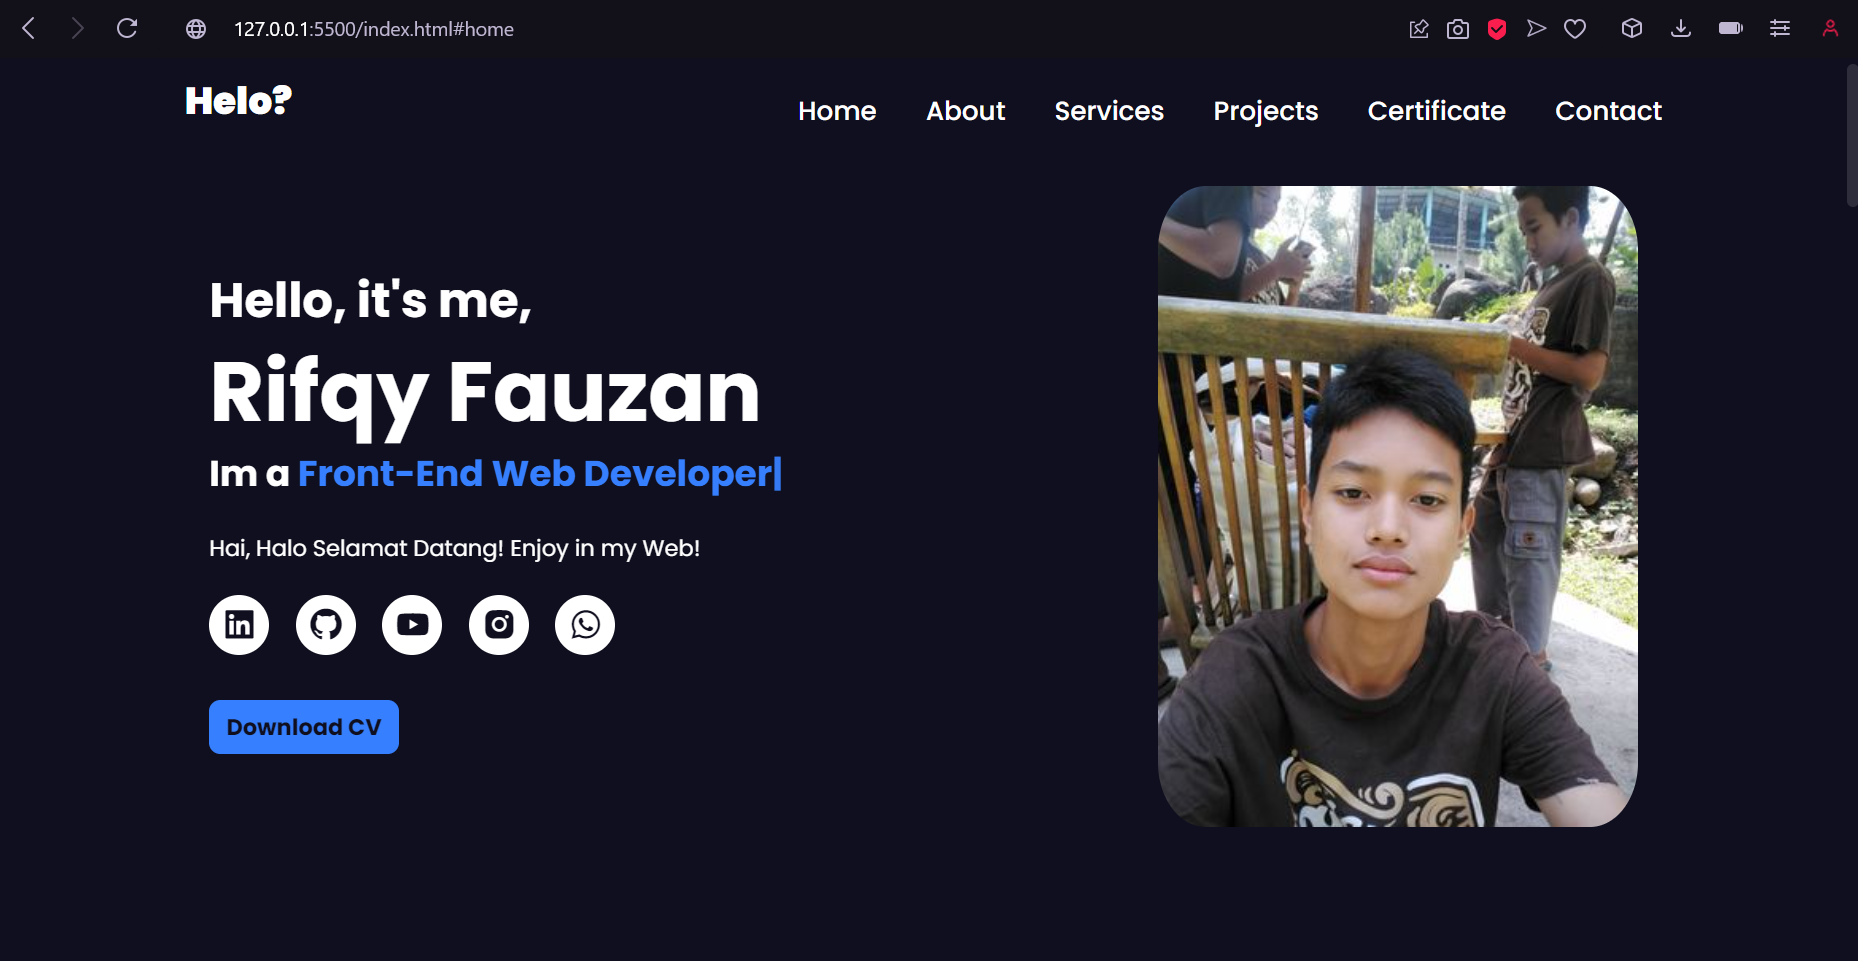 127.0.0.1:5500/index.html#home
Helo?
Home About Services Projects Certificate Contact
Hello, it's me,
Rifqy Fauzan
Im a Front-End Web Developer|
Hai, Halo Selamat Datang! Enjoy in my Web!
in
Download CV